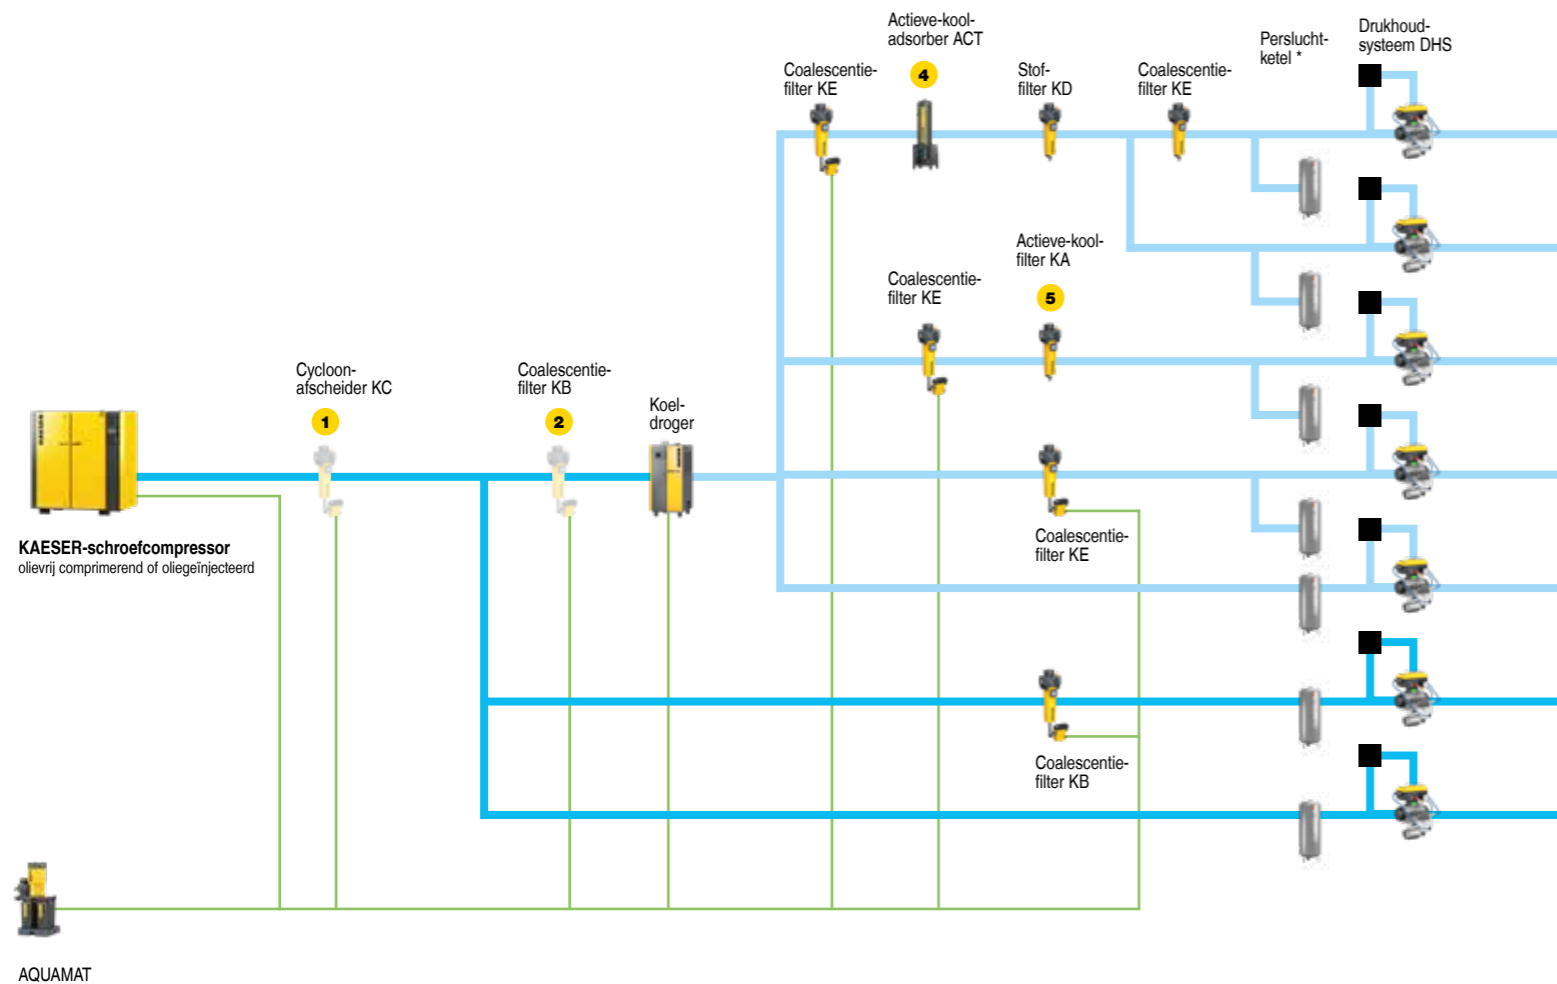 Actieve-kool-
adsorber ACT
4
Coalescentie-
filter KE
Stof-
filter KD
Coalescentie-
filter KE
Perslucht-
ketel *
Drukhoud-
systeem DHS
Actieve-kool-
filter KA
5
Coalescentie-
filter KE
Cycloon-
afscheider KC
1
Coalescentie-
filter KB
2
Koel-
droger
KAESER-schroefcompressor
olievrij comprimerend of oliegeïnjecteerd
Coalescentie-
filter KE
Coalescentie-
filter KB
AQUAMAT